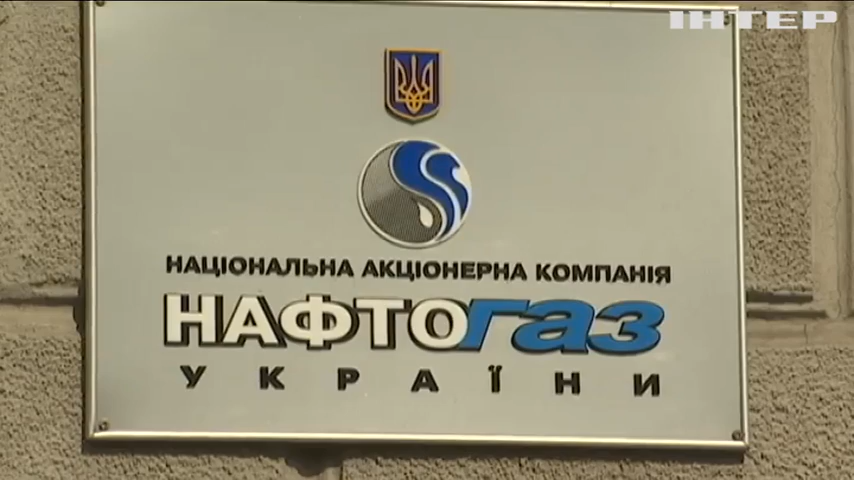 ІНТЕР
НАЦІОНАЛЬНА АКЦІОНЕРНА КОМПАНІЯ
НАФТОГАЗ
УКРАЇНИ